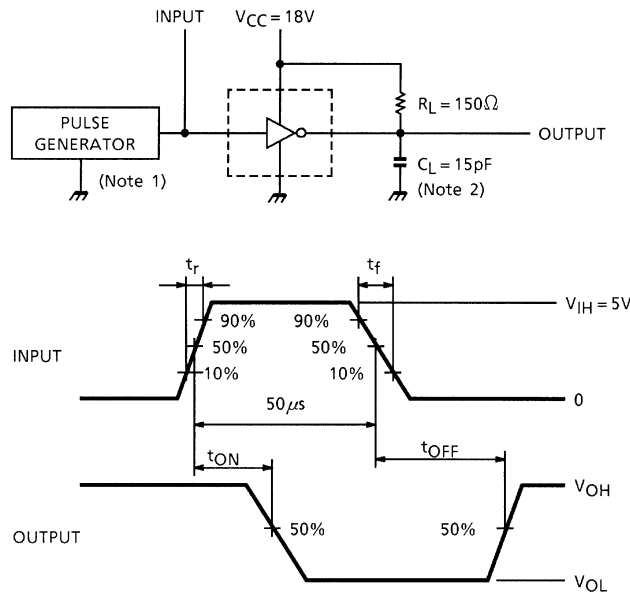 INPUT
VCC = 18V
RL = 150Ω
PULSE
GENERATOR
OUTPUT
(Note 1)
CL = 15pF
(Note 2)
tr
tf
VIH = 5V
90%
90%
50%
50%
INPUT
10%
10%
0
50μs
tON
tOFF
VOH
50%
50%
OUTPUT
VOL